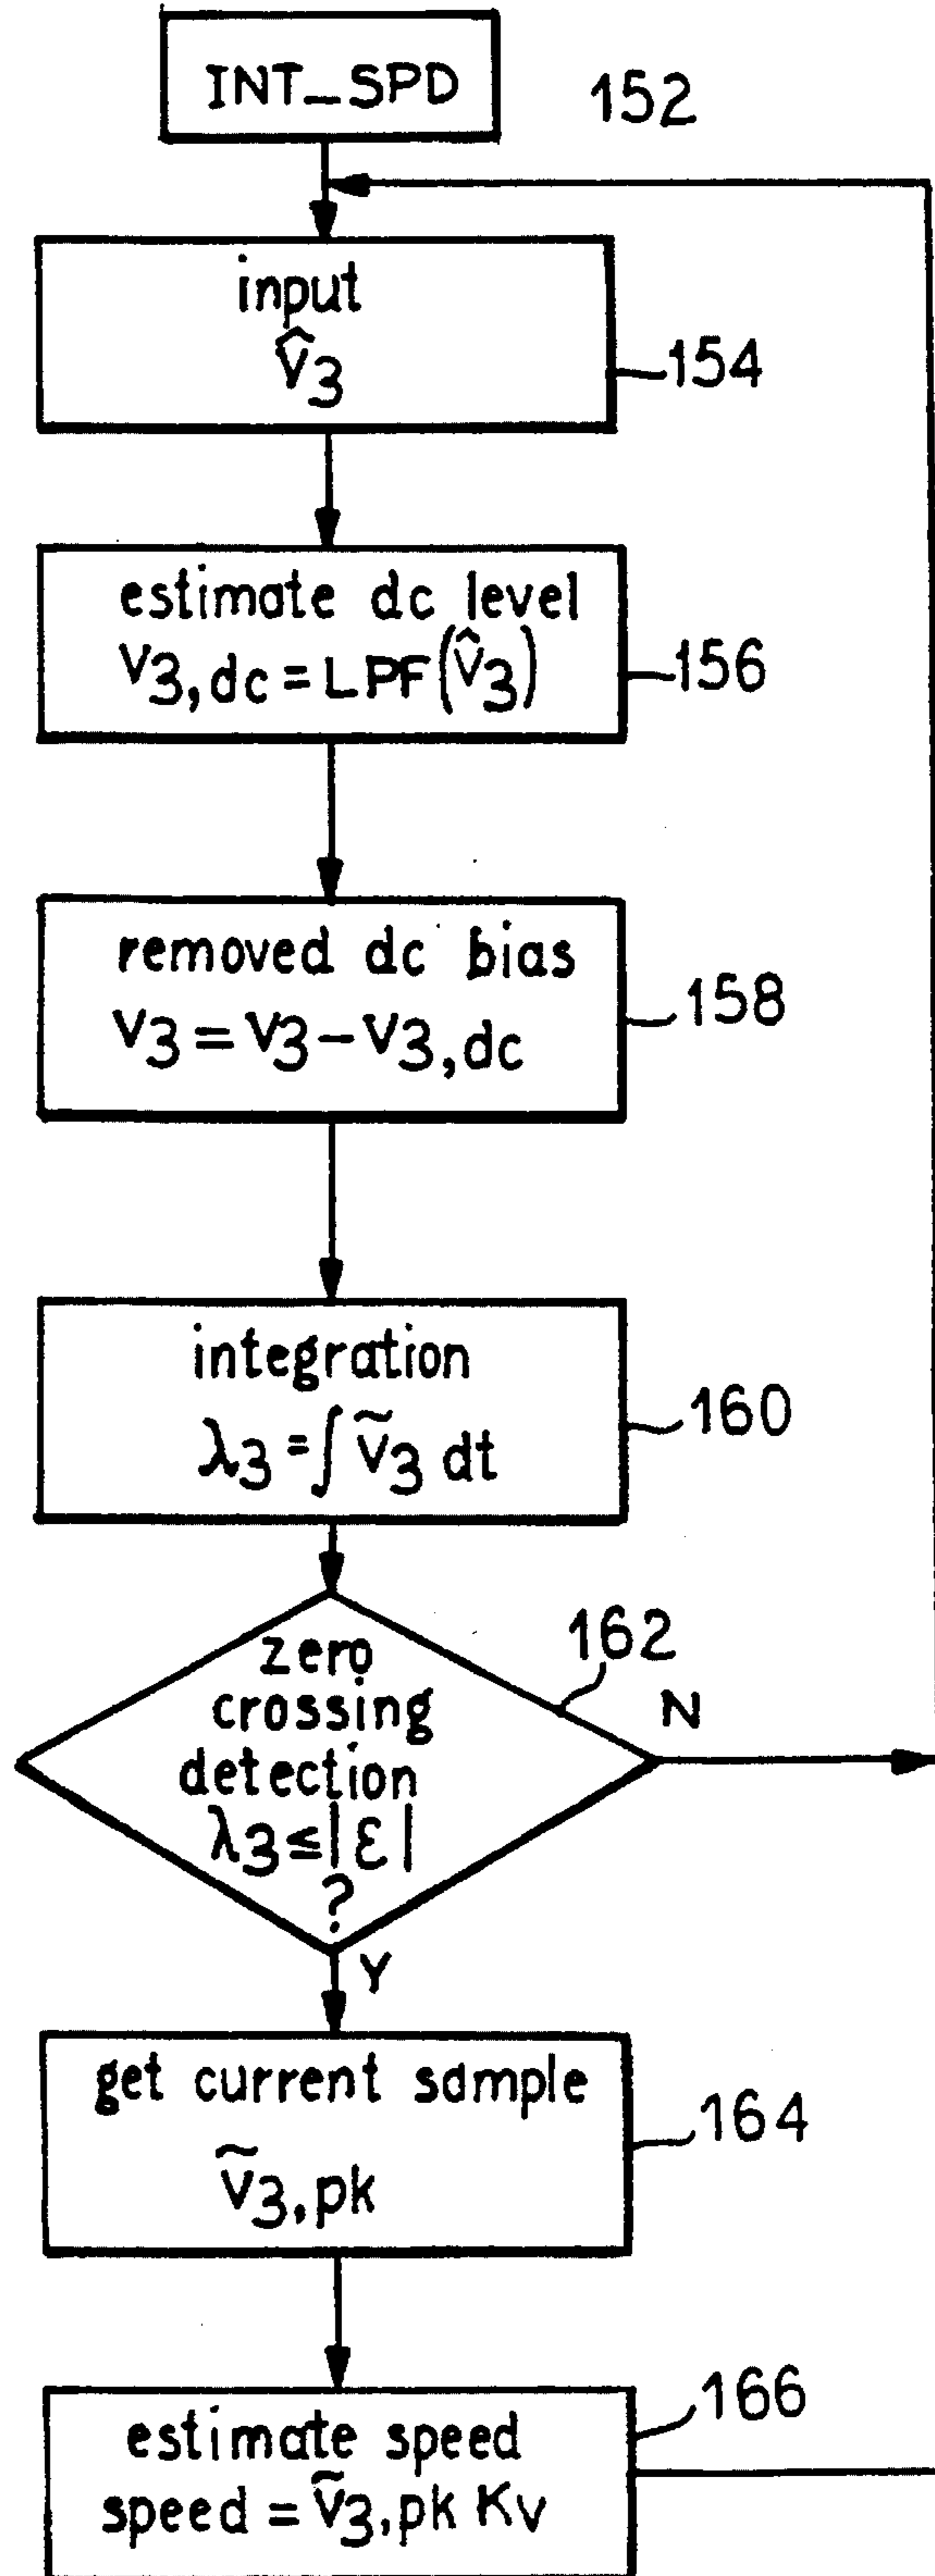 INT_SPD
152
input
v̂3
154
estimate dc level
v3,dc = LPF(v̂3)
156
removed dc bias
v3 = v3 − v3,dc
158
integration
λ3 = ∫ ṽ3 dt
160
zero
crossing
detection
λ3 ≤ |ε|
?
162
N
Y
get current sample
ṽ3,pk
164
estimate speed
speed = ṽ3,pk Kv
166